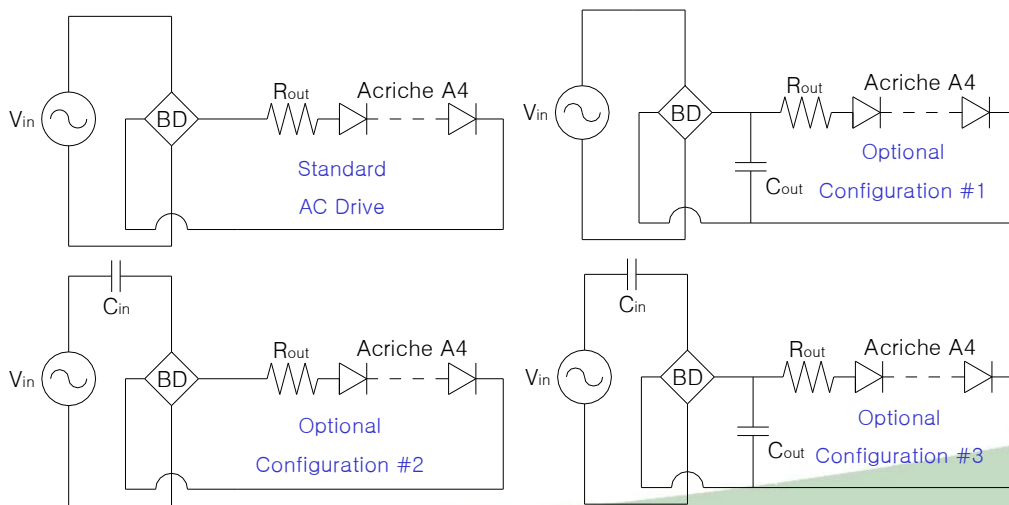 Vin
BD
Rout
Acriche A4
Standard
AC Drive
Vin
BD
Rout
Acriche A4
Cout
Optional
Configuration #1
Cin
Vin
BD
Rout
Acriche A4
Optional
Configuration #2
Cin
Vin
BD
Rout
Acriche A4
Cout
Optional
Configuration #3